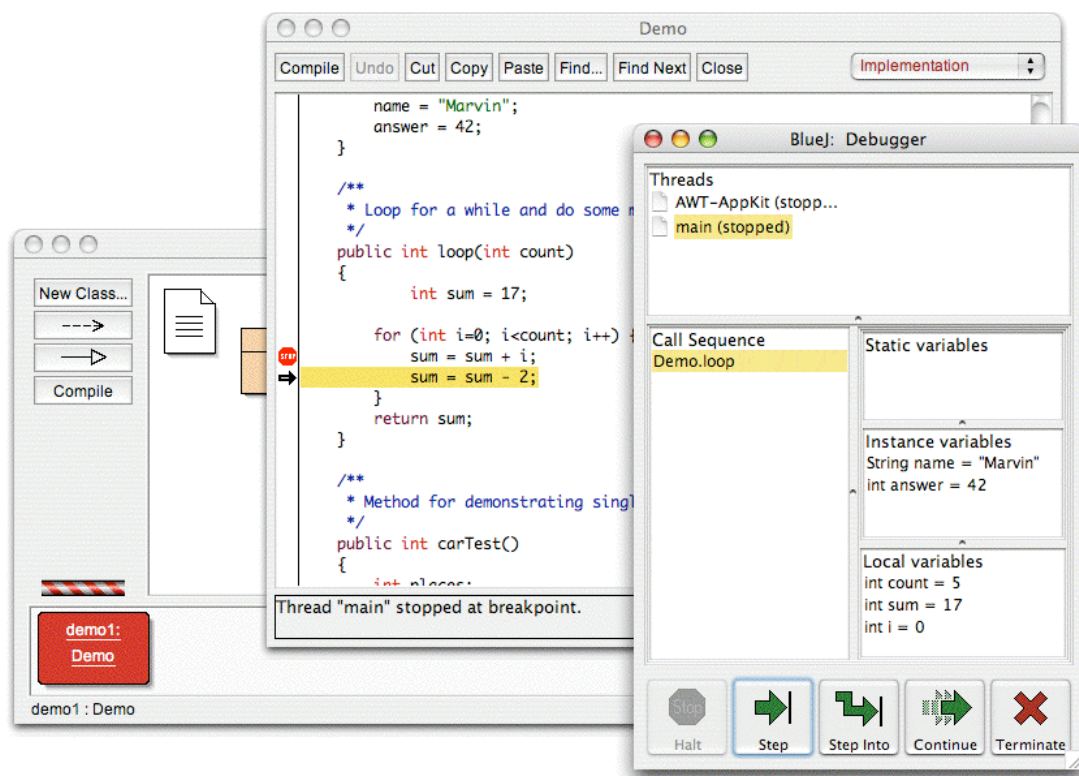 Demo
Compile Undo Cut Copy Paste Find... Find Next Close Implementation
name = "Marvin";
answer = 42;
}
/**
* Loop for a while and do some
*/
public int loop(int count)
{
int sum = 17;
for (int i=0; i<count; i++) {
STOP
sum = sum + i;
sum = sum - 2;
}
return sum;
}
/**
* Method for demonstrating
*/
public int carTest()
{
int places;
Thread "main" stopped at breakpoint.
New Class...
Compile
demo1:
Demo
demo1 : Demo
BlueJ: Debugger
Threads
AWT-AppKit (stopp...
main (stopped)
Call Sequence
Demo.loop
Static variables
Instance variables
String name = "Marvin"
int answer = 42
Local variables
int count = 5
int sum = 17
int i = 0
Stop
Halt Step Step Into Continue Terminate